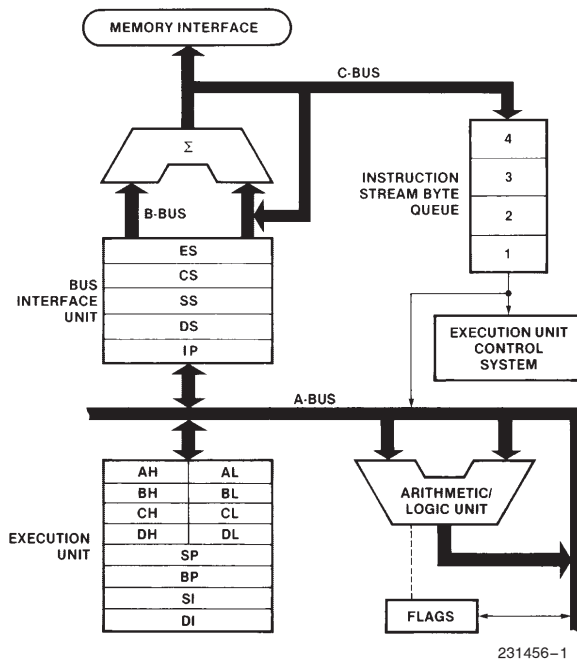 MEMORY INTERFACE
C-BUS
Σ
B-BUS
INSTRUCTION
STREAM BYTE
QUEUE
4
3
2
1
BUS
INTERFACE
UNIT
ES
CS
SS
DS
IP
EXECUTION UNIT
CONTROL
SYSTEM
A-BUS
EXECUTION
UNIT
AH AL
BH BL
CH CL
DH DL
SP
BP
SI
DI
ARITHMETIC/
LOGIC UNIT
FLAGS
231456–1